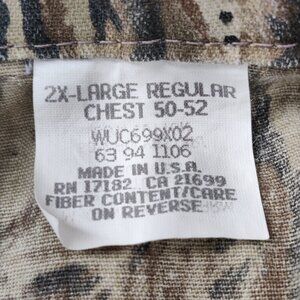 2X-LARGE REGULAR
CHEST 50-52
WUC699X02
63 94 1106
MADE IN U.S.A.
RN 17182 CA 21699
FIBER CONTENT/CARE
ON REVERSE